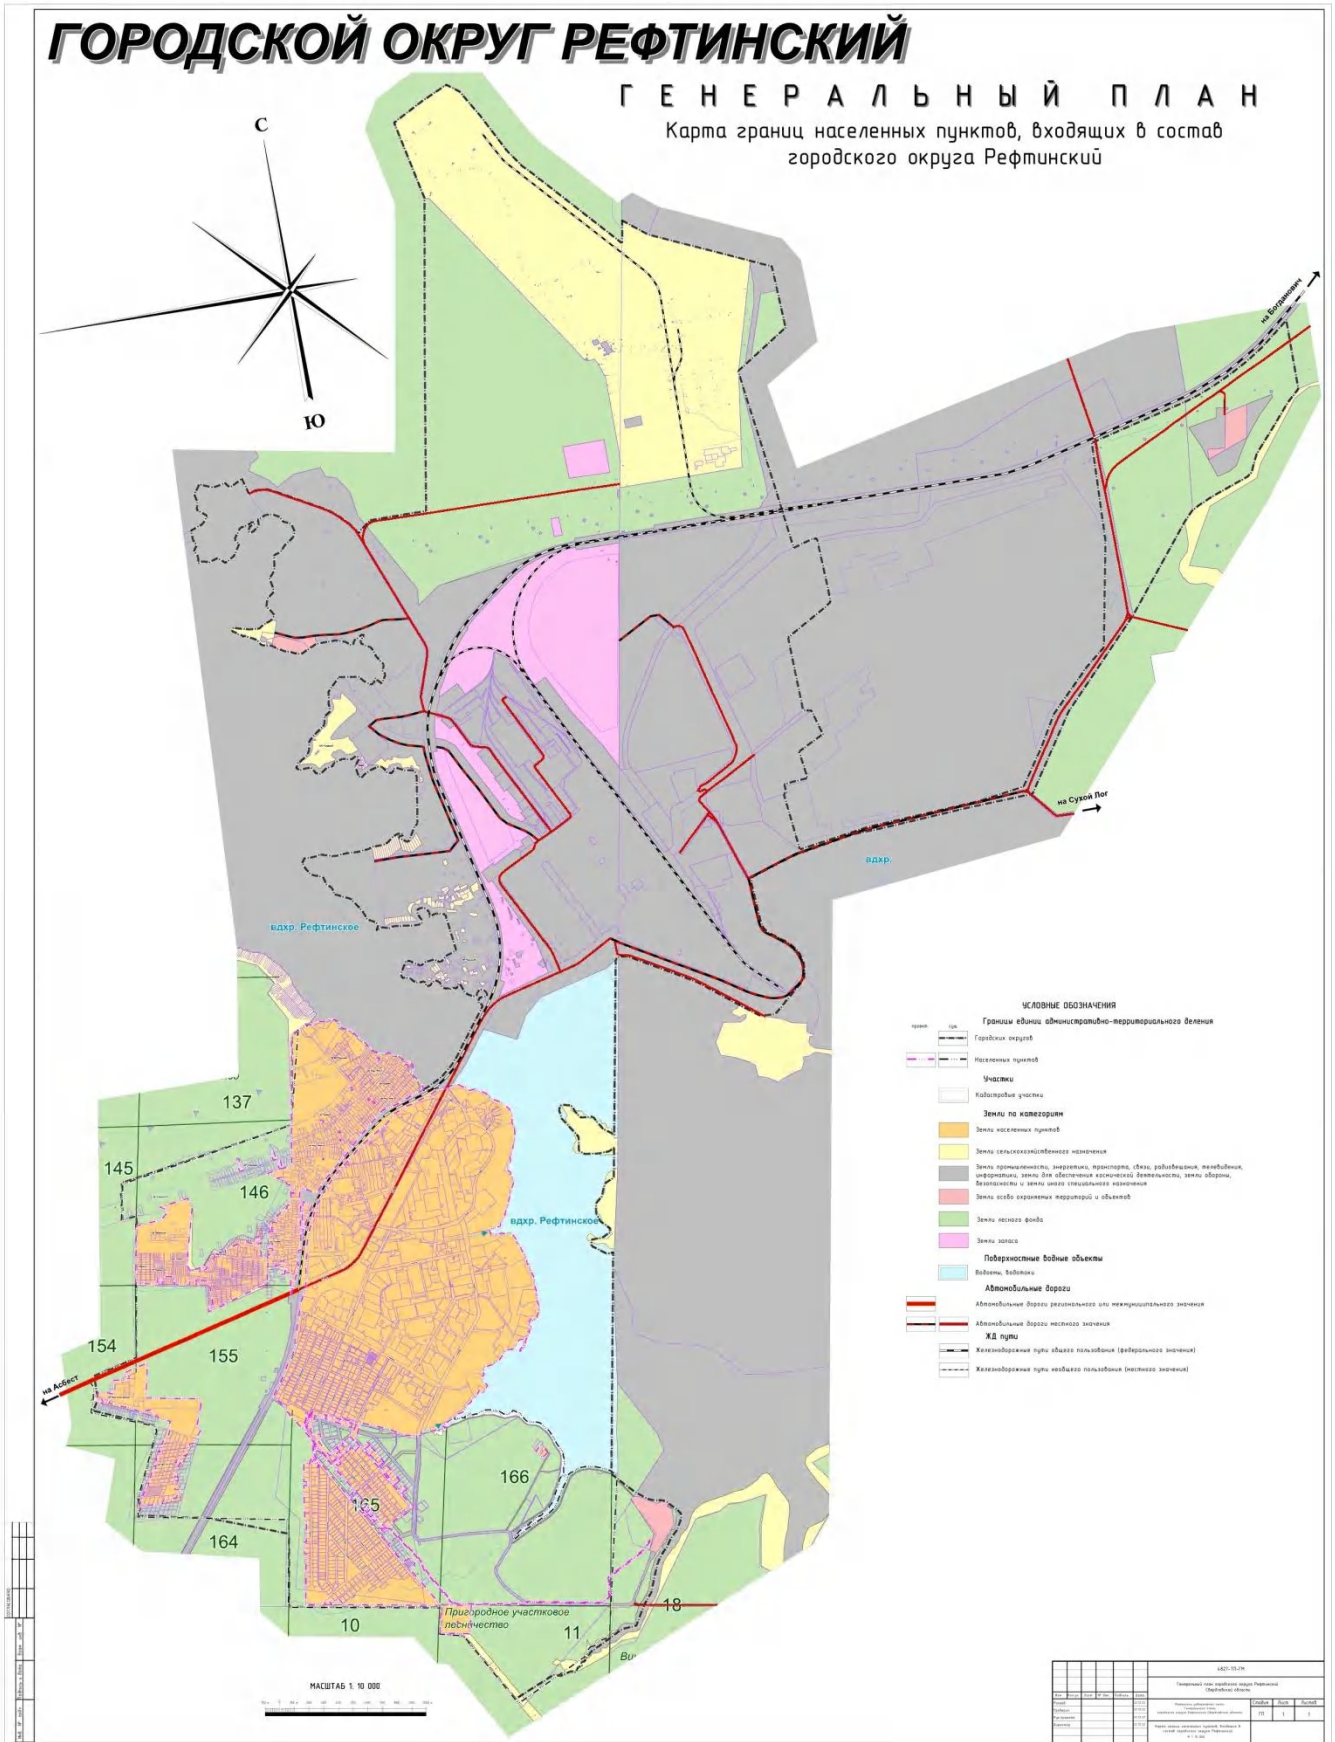 ГОРОДСКОЙ ОКРУГ РЕФТИНСКИЙ
ГЕНЕРАЛЬНЫЙ ПЛАН
Карта границ населенных пунктов, входящих в состав
городского округа Рефтинский
С
Ю
на Богданович
на Сухой Лог
вдхр.
вдхр. Рефтинское
УСЛОВНЫЕ ОБОЗНАЧЕНИЯ
Границы единиц административно-территориального деления
Городских округов
Населенных пунктов
Участки
Кадастровые участки
Земли по категориям
Земли населенных пунктов
Земли сельскохозяйственного назначения
Земли промышленности, энергетики, транспорта, связи, радиовещания, телевидения,
информатики, земли для обеспечения космической деятельности, земли обороны,
безопасности и земли иного специального назначения
Земли особо охраняемых территорий и объектов
Земли лесного фонда
Земли запаса
Поверхностные водные объекты
Водоемы, водотоки
Автомобильные дороги
Автомобильные дороги регионального или межмуниципального значения
Автомобильные дороги местного значения
ЖД пути
Железнодорожные пути общего пользования (федерального значения)
Железнодорожные пути необщего пользования (местного значения)
137
145
146
вдхр. Рефтинское
154
155
на Асбест
166
165
164
18
10
Пригородное участковое
лесничество
11
Ви
МАСШТАБ 1: 10 000